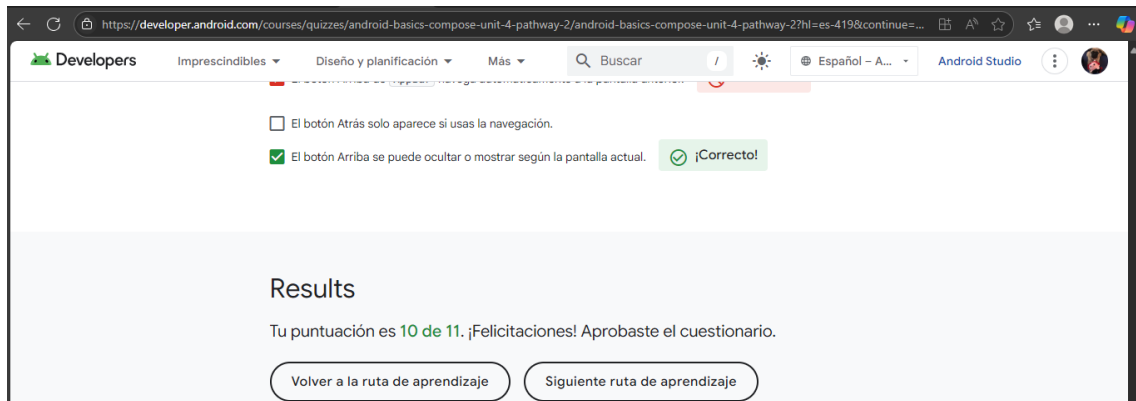 https://developer.android.com/courses/quizzes/android-basics-compose-unit-4-pathway-2/android-basics-compose-unit-4-pathway-2?hl=es-419&continue=...
Developers Imprescindibles Diseño y planificación Más Buscar / Español – A... Android Studio
El botón Atrás solo aparece si usas la navegación.
El botón Arriba se puede ocultar o mostrar según la pantalla actual. ¡Correcto!
Results
Tu puntuación es 10 de 11. ¡Felicitaciones! Aprobaste el cuestionario.
Volver a la ruta de aprendizaje Siguiente ruta de aprendizaje